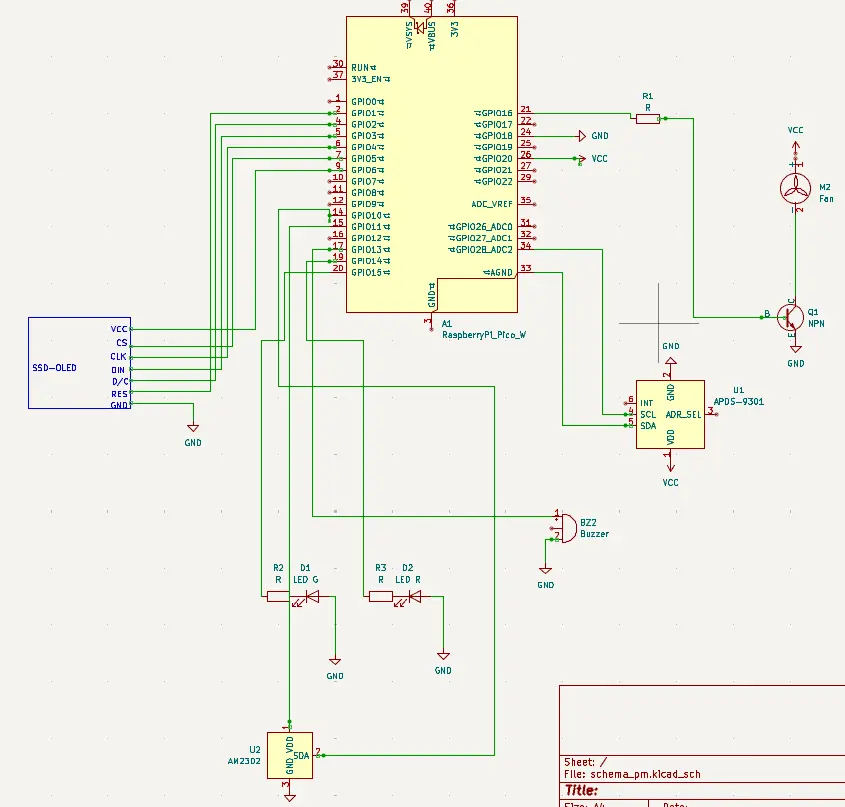 39
40
36
VSYS
VBUS
3V3
30 RUN
37 3V3_EN
1 GPIO0
2 GPIO1
4 GPIO2
5 GPIO3
6 GPIO4
7 GPIO5
9 GPIO6
10 GPIO7
11 GPIO8
12 GPIO9
14 GPIO10
15 GPIO11
16 GPIO12
17 GPIO13
19 GPIO14
20 GPIO15
GPIO16 21
GPIO17 22
GPIO18 24
GPIO19 25
GPIO20 26
GPIO21 27
GPIO22 29
ADC_VREF 35
GPIO26_ADC0 31
GPIO27_ADC1 32
GPIO28_ADC2 34
AGND 33
GND
3
A1
RaspberryPi_Pico_W
GND
VCC
R1
R
VCC
+
1
M2
Fan
-
2
C
B
E
Q1
NPN
GND
SSD-OLED
VCC
CS
CLK
DIN
D/C
RES
GND
GND
GND
2
GND
U1
APDS-9301
6 INT
4 SCL
5 SDA
ADR_SEL 3
VDD
1
VCC
1
+
2
-
BZ2
Buzzer
GND
R2
R
D1
LED G
R3
R
D2
LED R
GND
GND
U2
AM2302
1
VDD
SDA 2
GND
3
Sheet: /
File: schema_pm.kicad_sch
Title:
Size: A4
Date: